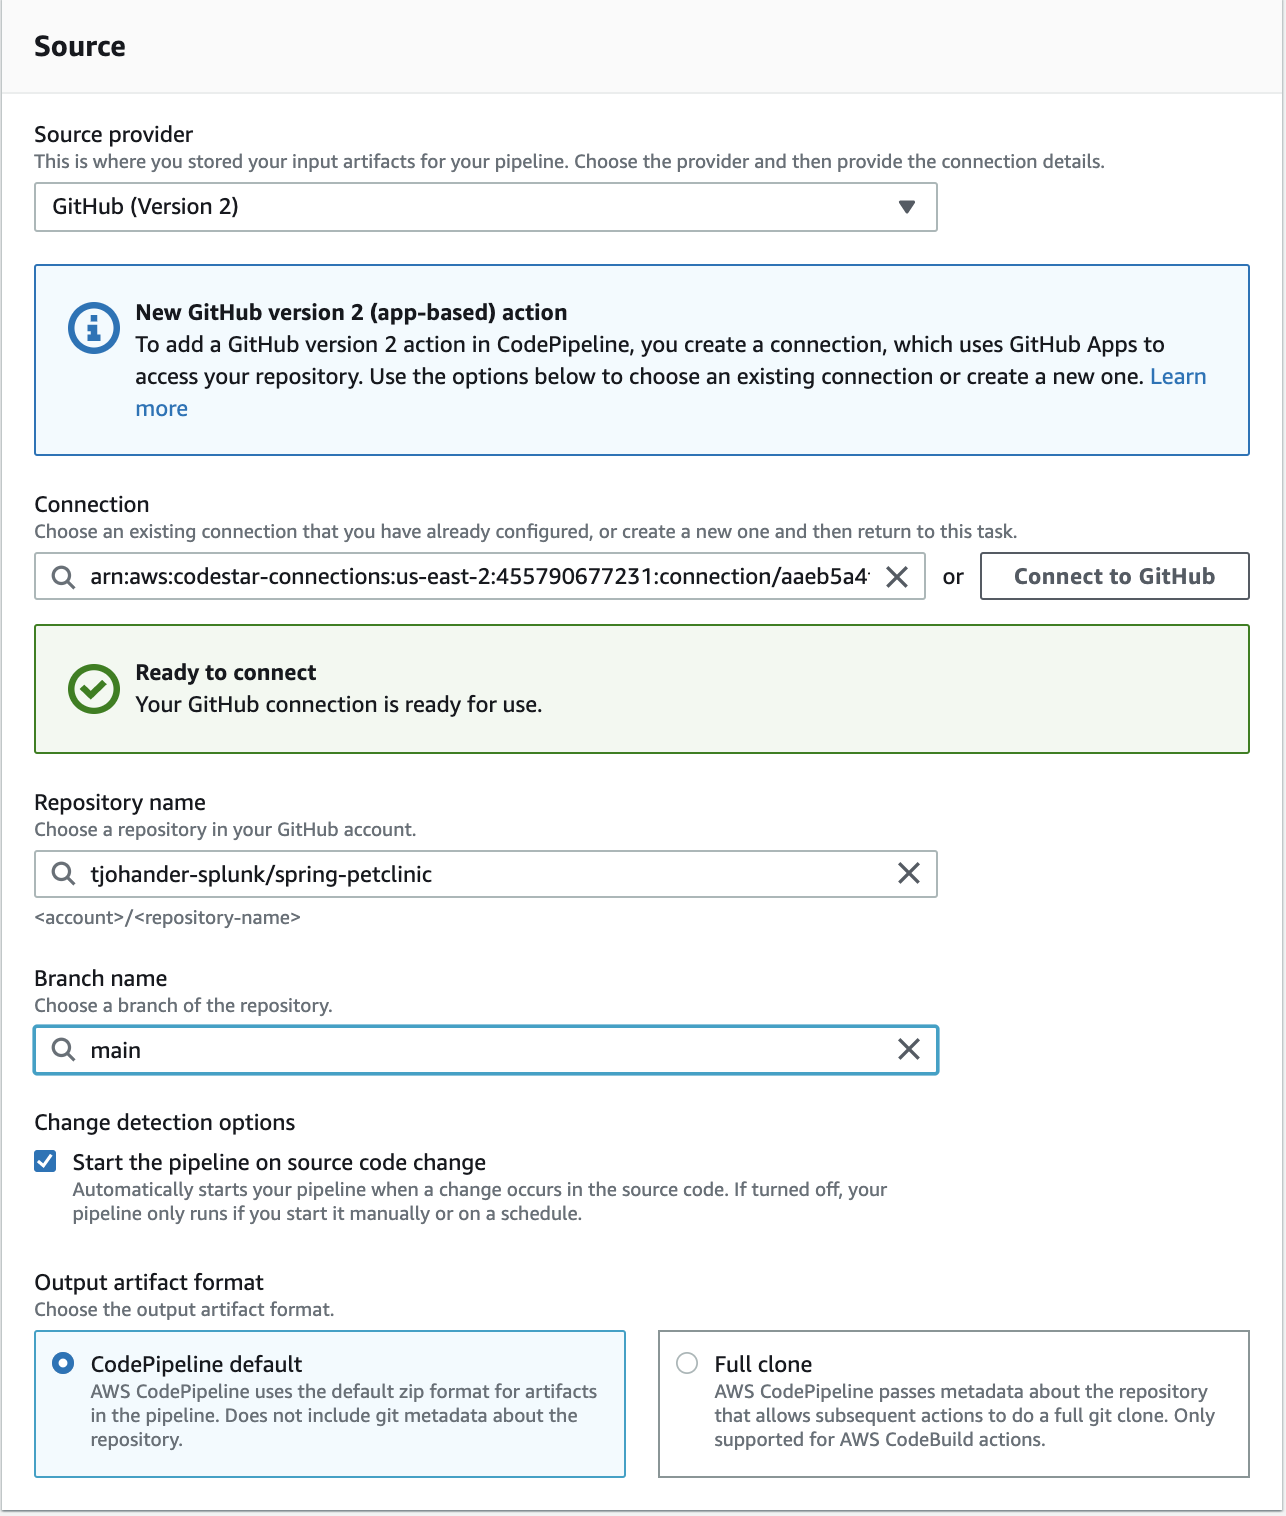 Source
Source provider
This is where you stored your input artifacts for your pipeline. Choose the provider and then provide the connection details.
GitHub (Version 2)
New GitHub version 2 (app-based) action
To add a GitHub version 2 action in CodePipeline, you create a connection, which uses GitHub Apps to
access your repository. Use the options below to choose an existing connection or create a new one. Learn
more
Connection
Choose an existing connection that you have already configured, or create a new one and then return to this task.
arn:aws:codestar-connections:us-east-2:455790677231:connection/aaeb5a4 or Connect to GitHub
Ready to connect
Your GitHub connection is ready for use.
Repository name
Choose a repository in your GitHub account.
tjohander-splunk/spring-petclinic
<account>/<repository-name>
Branch name
Choose a branch of the repository.
main
Change detection options
Start the pipeline on source code change
Automatically starts your pipeline when a change occurs in the source code. If turned off, your
pipeline only runs if you start it manually or on a schedule.
Output artifact format
Choose the output artifact format.
CodePipeline default
AWS CodePipeline uses the default zip format for artifacts
in the pipeline. Does not include git metadata about the
repository.
Full clone
AWS CodePipeline passes metadata about the repository
that allows subsequent actions to do a full git clone. Only
supported for AWS CodeBuild actions.